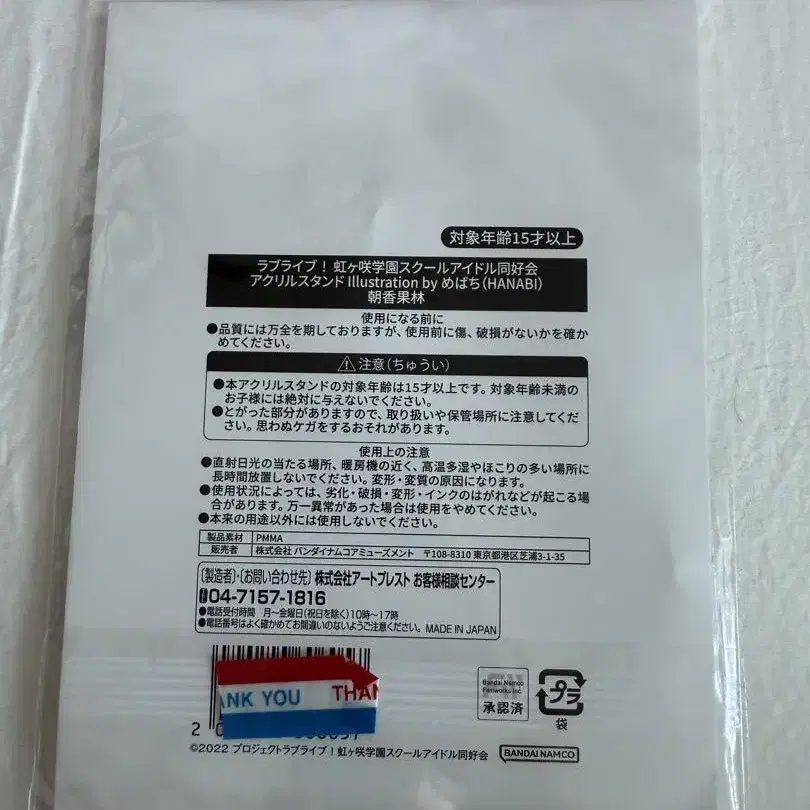 対象年齢15才以上
ラブライブ！虹ヶ咲学園スクールアイドル同好会
アクリルスタンド Illustration by めばち（HANABI）
朝香果林
使用になる前に
●品質には万全を期しておりますが、使用前に傷、破損がないかを確か
めてください。
⚠注意（ちゅうい）
●本アクリルスタンドの対象年齢は15才以上です。対象年齢未満の
お子様には絶対に与えないでください。
●とがった部分がありますので、取り扱いや保管場所に注意してくだ
さい。思わぬケガをするおそれがあります。
使用上の注意
●直射日光の当たる場所、暖房機の近く、高温多湿やほこりの多い場所に
長時間放置しないでください。変形・変質の原因になります。
●使用状況によっては、劣化・破損・変形・インクのはがれなどが起こる場
合があります。万一異常があった場合は使用をやめてください。
●本来の用途以外には使用しないでください。
製品素材 PMMA
販売者 株式会社 バンダイナムコアミューズメント 〒108-8310 東京都港区芝浦3-1-35
〔製造者〕・〔お問い合わせ先〕株式会社アートプレスト お客様相談センター
04-7157-1816
●電話受付時間 月～金曜日（祝日を除く）10時～17時
●電話番号はよく確かめてお間違いのないようご注意ください。 MADE IN JAPAN
ANK YOU THAN
Bandai Namco
Fanworks Inc.
承認済
プラ
袋
2
©2022 プロジェクトラブライブ！虹ヶ咲学園スクールアイドル同好会
BANDAI NAMCO